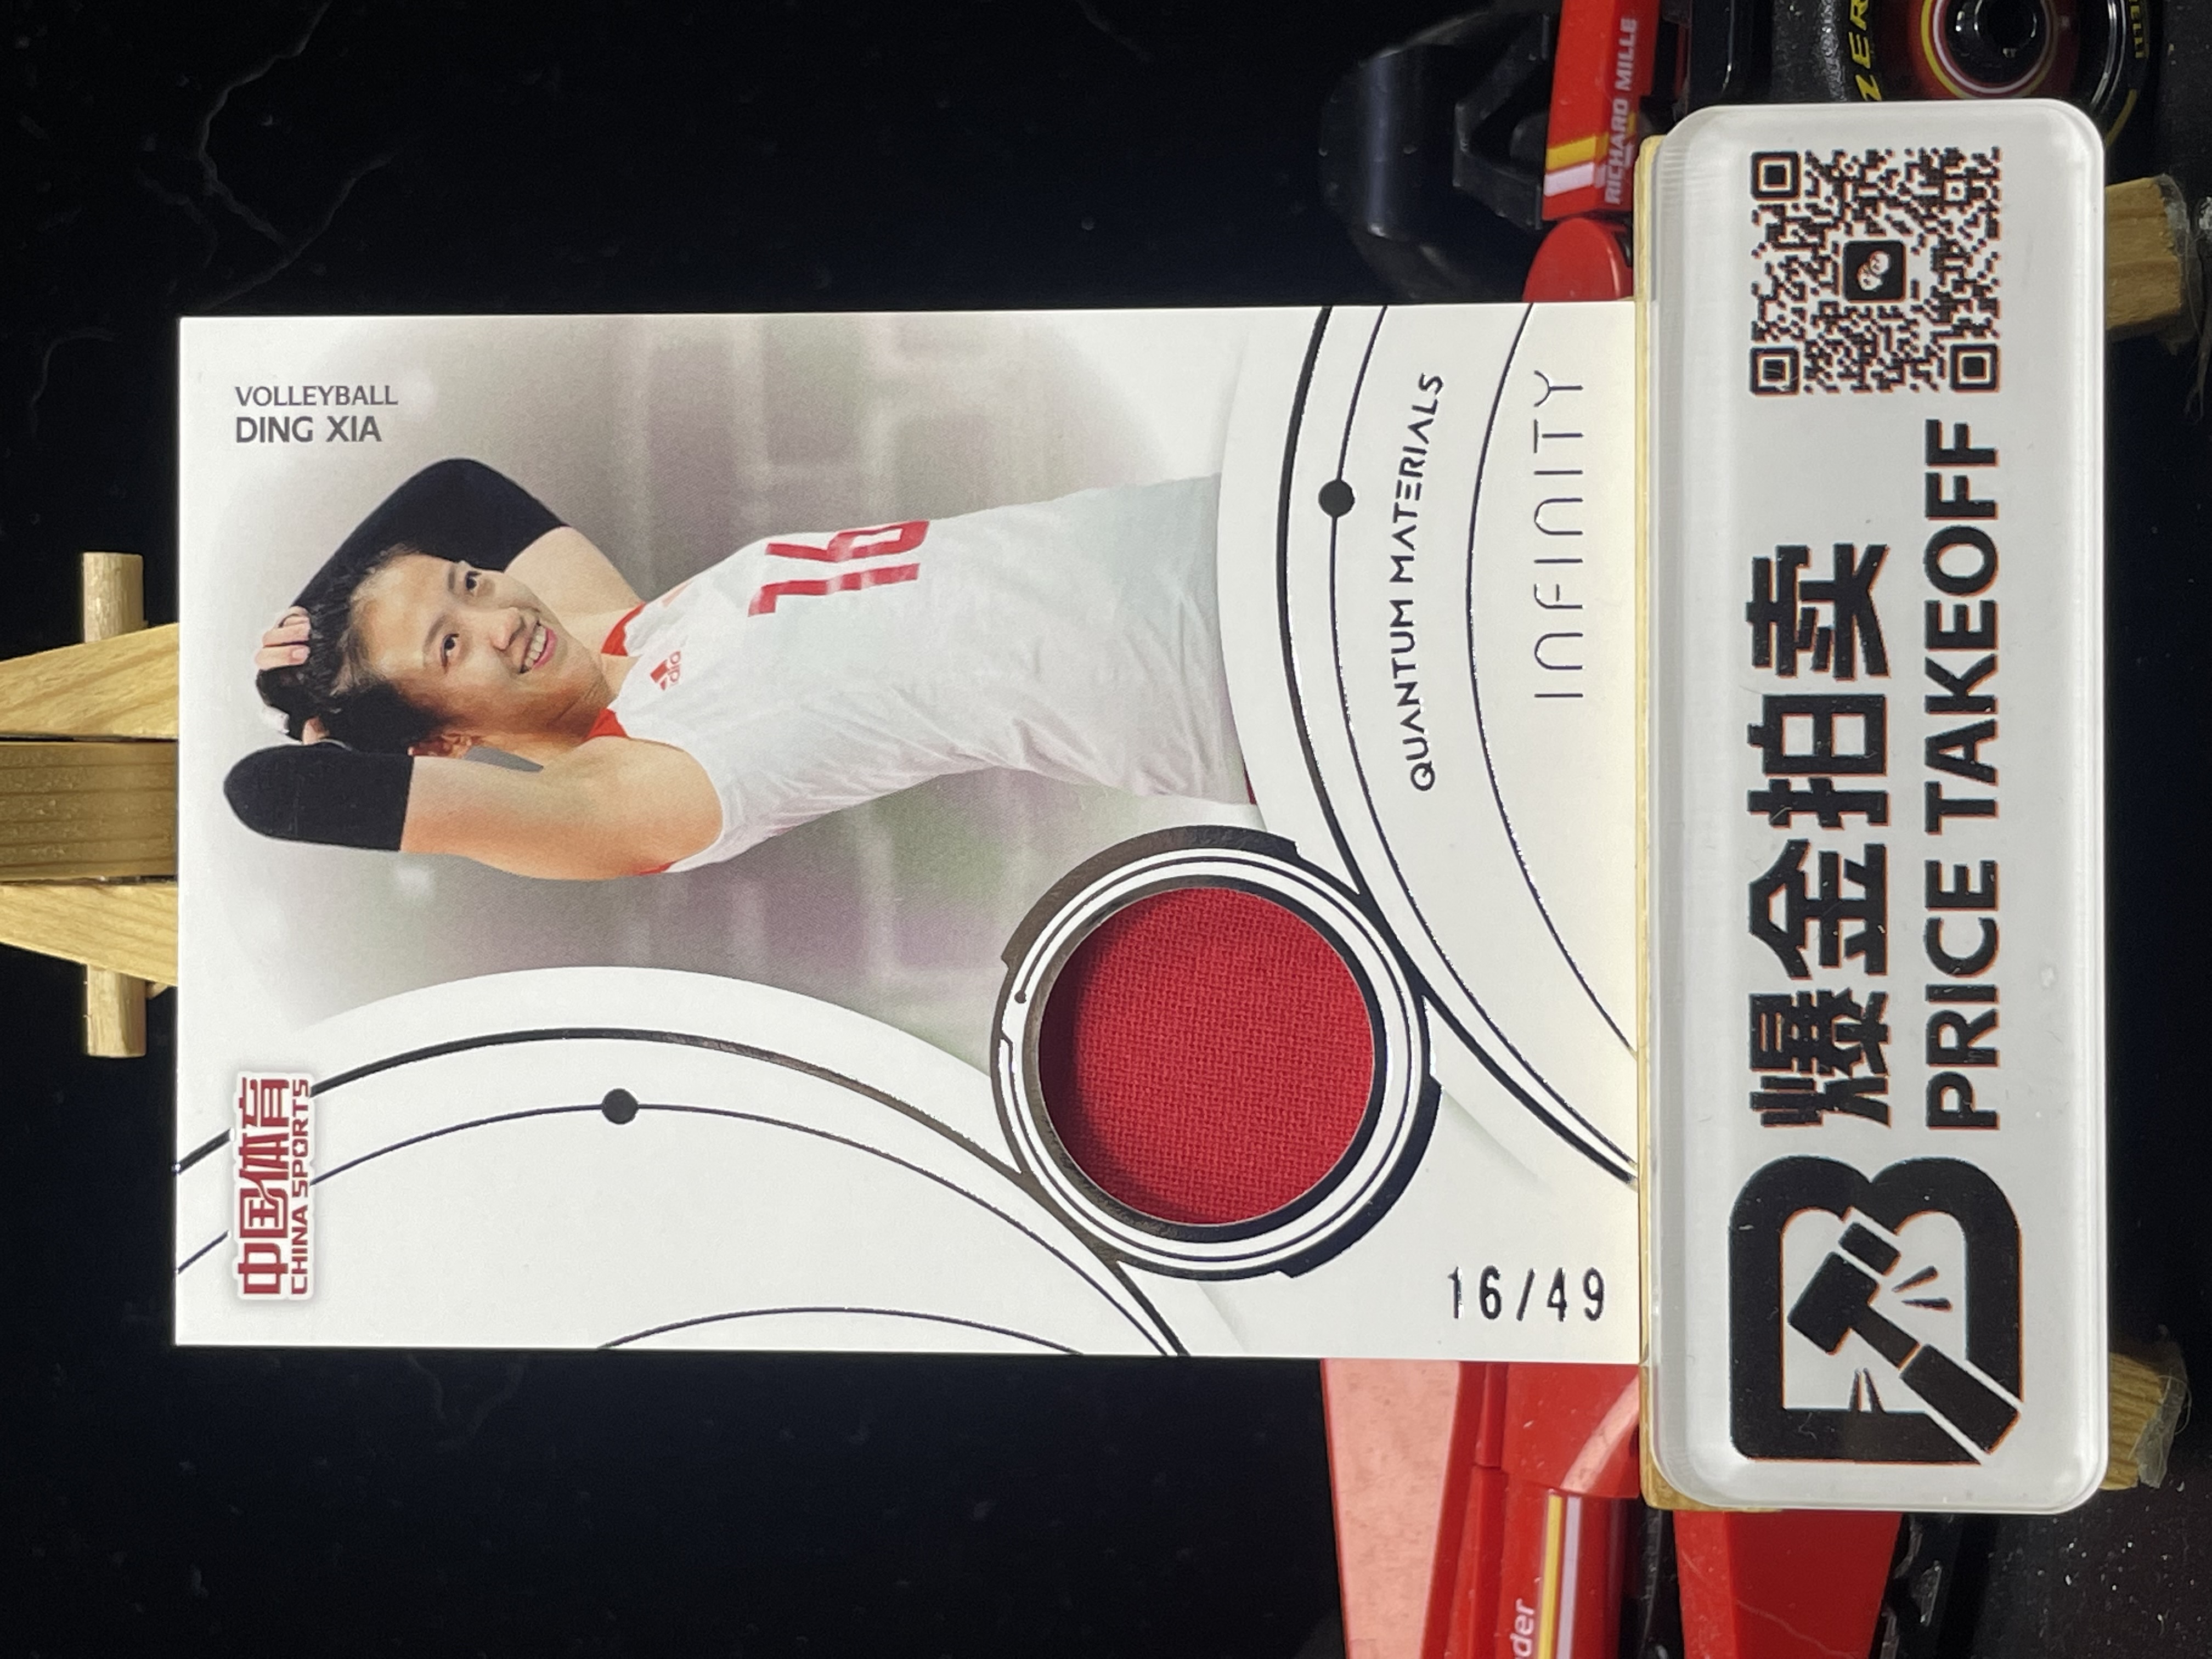 VOLLEYBALL
DING XIA
中国体育
CHINA SPORTS
16
QUANTUM MATERIALS
INFINITY
16/49
爆金拍卖
PRICE TAKEOFF
RICHARD MILLE